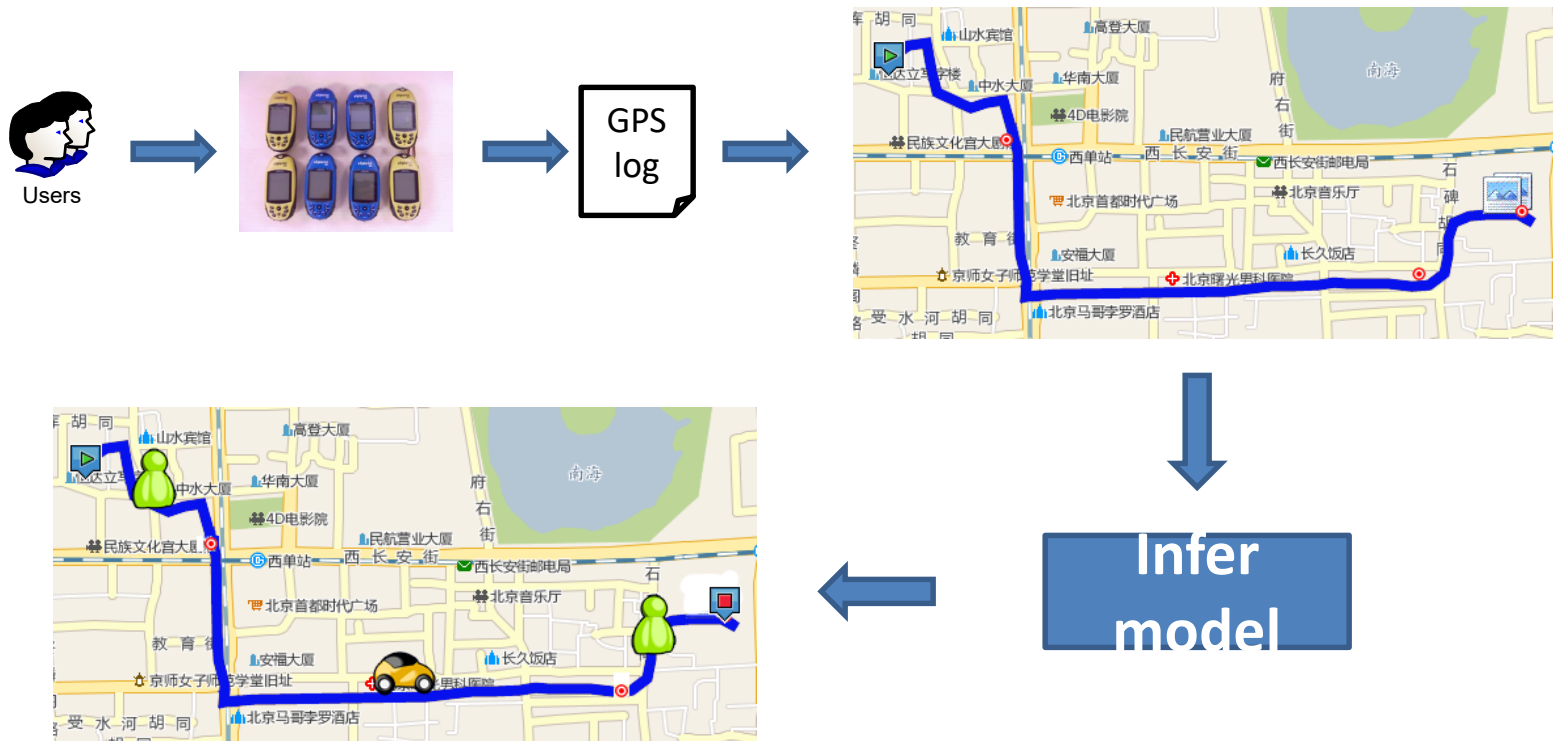 Users
GPS
log
库胡同
山水宾馆
高登大厦
南海
中水大厦
华南大厦
府右街
4D电影院
民族文化宫大剧院
民航营业大厦
西单站
西长安街
西长安街邮电局
北京首都时代广场
北京音乐厅
石碑胡同
教育街
安福大厦
长久饭店
京师女子师范学堂旧址
北京曙光男科医院
受水河胡同
北京马哥孛罗酒店
胡同
Infer
model
库胡同
山水宾馆
高登大厦
南海
中水大厦
华南大厦
府右街
4D电影院
民族文化宫大剧
民航营业大厦
西单站
西长安街
西长安街邮电局
北京首都时代广场
北京音乐厅
石
教育街
安福大厦
长久饭店
京师女子师范学堂旧址
男科医院
受水河胡同
北京马哥孛罗酒店
胡同